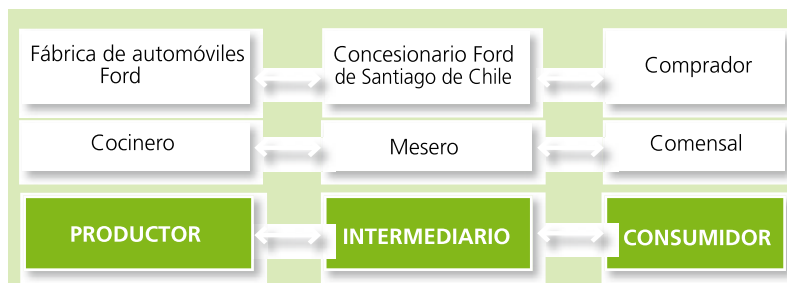 Fábrica de automóviles
Ford
Concesionario Ford
de Santiago de Chile
Comprador
Cocinero
Mesero
Comensal
PRODUCTOR
INTERMEDIARIO
CONSUMIDOR